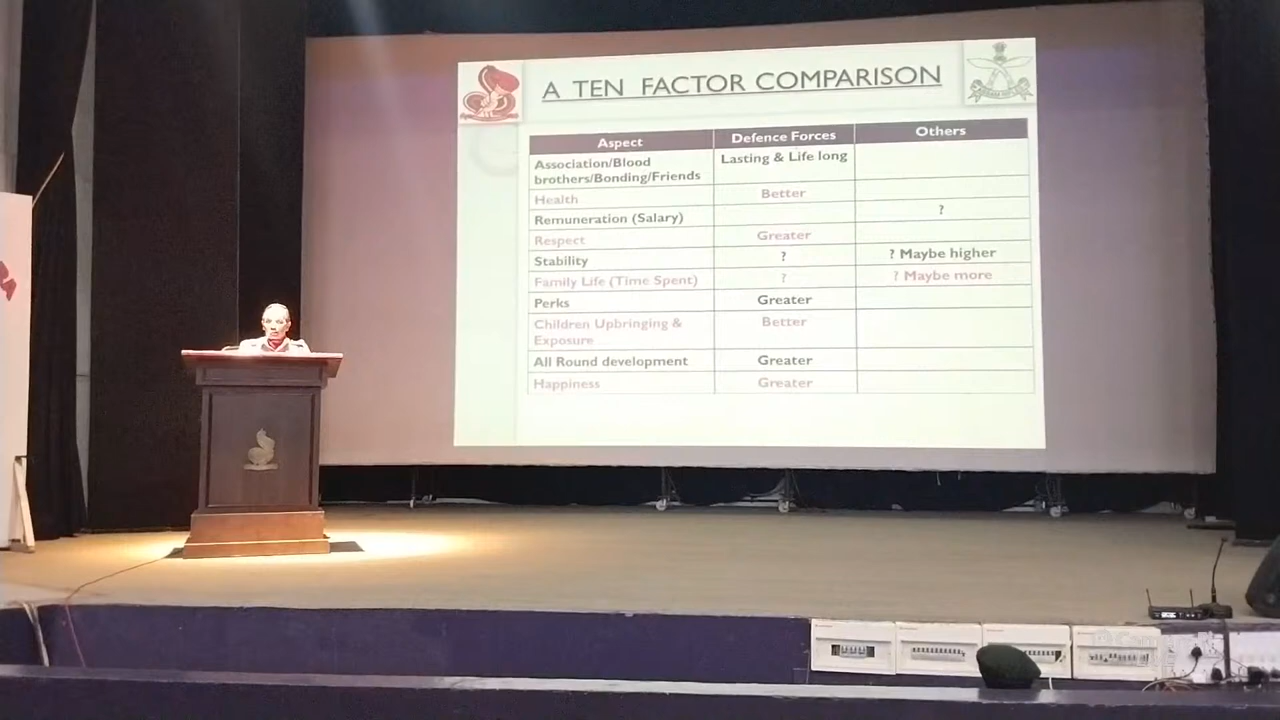 A TEN FACTOR COMPARISON
Aspect Defence Forces Others
Association/Blood brothers/Bonding/Friends Lasting & Life long
Health Better
Remuneration (Salary) ?
Respect Greater
Stability ? ? Maybe higher
Family Life (Time Spent) ? ? Maybe more
Perks Greater
Children Upbringing & Exposure Better
All Round development Greater
Happiness Greater